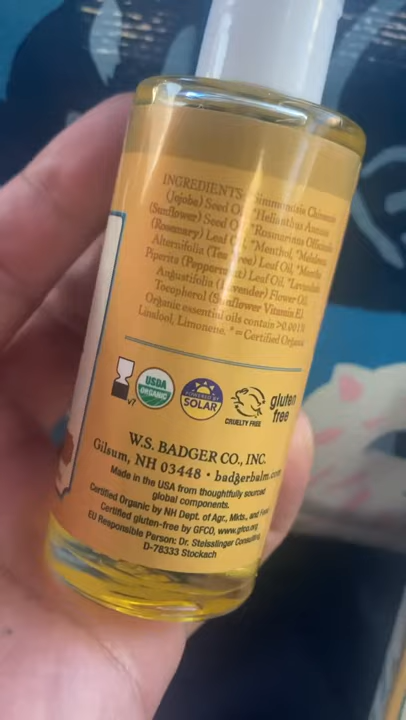 INGREDIENTS: Simmondsia Chinensis
(Jojoba) Seed Oil, *Helianthus Annuus
(Sunflower) Seed Oil, *Rosmarinus Officinalis
(Rosemary) Leaf Oil, *Menthol, *Melaleuca
Alternifolia (Tea Tree) Leaf Oil, *Mentha
Piperita (Peppermint) Leaf Oil, *Lavandula
Angustifolia (Lavender) Flower Oil,
Tocopherol (Sunflower Vitamin E).
Organic essential oils contain >0.001%
Linalool, Limonene. * = Certified Organic
v7
USDA
ORGANIC
POWERED BY
SOLAR
CRUELTY FREE
gluten
free
W.S. BADGER CO., INC.
Gilsum, NH 03448 • badgerbalm.com
Made in the USA from thoughtfully sourced
global components.
Certified Organic by NH Dept. of Agr., Mkts., and Food
Certified gluten-free by GFCO, www.gfco.org
EU Responsible Person: Dr. Steisslinger Consulting,
D-78333 Stockach